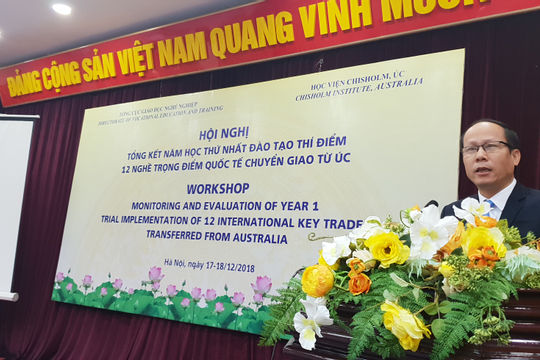 ĐẢNG CỘNG SẢN VIỆT NAM QUANG VINH MUÔN
TỔNG CỤC GIÁO DỤC NGHỀ NGHIỆP
DIRECTORATE OF VOCATIONAL EDUCATION AND TRAINING
HỌC VIỆN CHISHOLM, ÚC
CHISHOLM INSTITUTE, AUSTRALIA
HỘI NGHỊ
TỔNG KẾT NĂM HỌC THỨ NHẤT ĐÀO TẠO THÍ ĐIỂM
12 NGHỀ TRỌNG ĐIỂM QUỐC TẾ CHUYỂN GIAO TỪ ÚC
WORKSHOP
MONITORING AND EVALUATION OF YEAR 1
TRIAL IMPLEMENTATION OF 12 INTERNATIONAL KEY TRADE
TRANSFERRED FROM AUSTRALIA
Hà Nội, ngày 17-18/12/2018